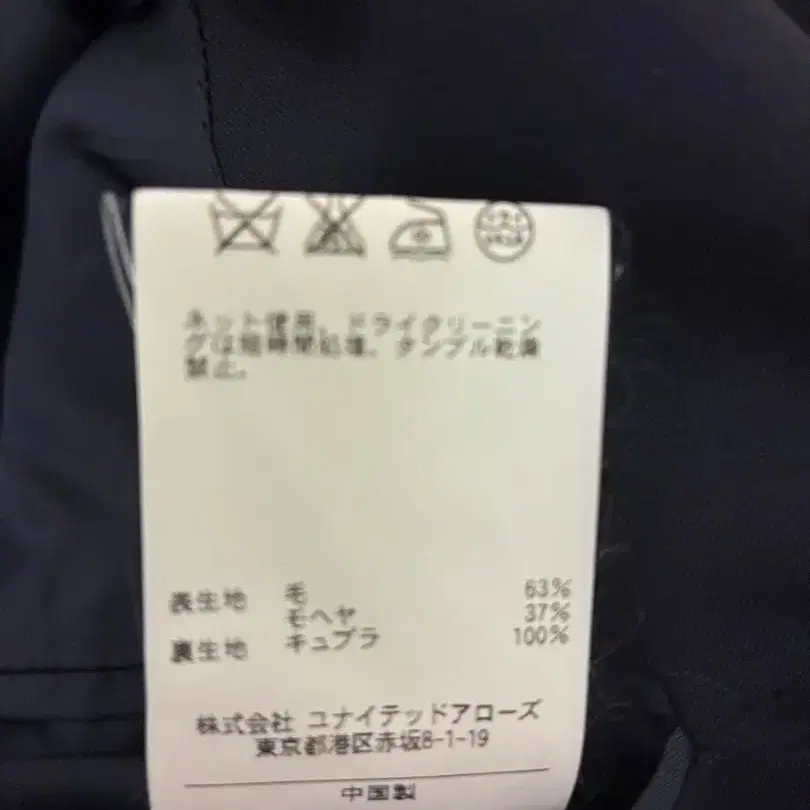 ネット使用、ドライクリーニン
グは短時間処理、タンブル乾燥
禁止。
表生地 毛 63%
モヘヤ 37%
裏生地 キュプラ 100%
株式会社 ユナイテッドアローズ
東京都港区赤坂8-1-19
中国製